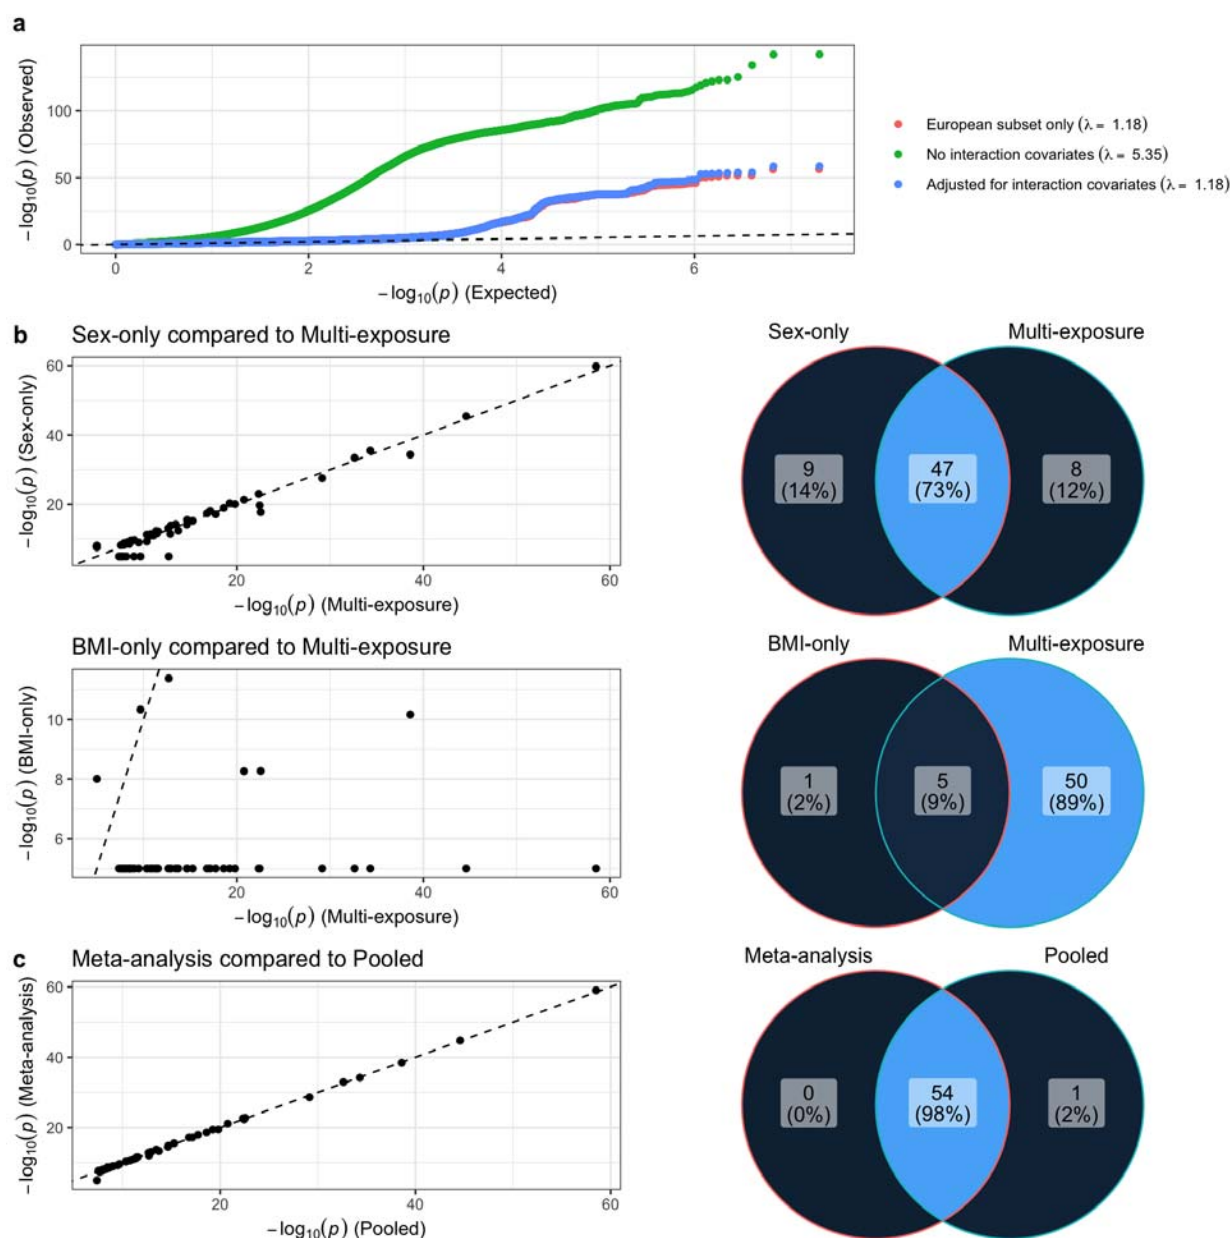 a
−log₁₀(p) (Observed)
100
50
0
0 2 4 6
−log₁₀(p) (Expected)
European subset only (λ = 1.18)
No interaction covariates (λ = 5.35)
Adjusted for interaction covariates (λ = 1.18)
b
Sex-only compared to Multi-exposure
−log₁₀(p) (Sex-only)
60
40
20
20 40 60
−log₁₀(p) (Multi-exposure)
Sex-only Multi-exposure
9 47 8
(14%) (73%) (12%)
BMI-only compared to Multi-exposure
−log₁₀(p) (BMI-only)
10
8
6
20 40 60
−log₁₀(p) (Multi-exposure)
BMI-only Multi-exposure
1 5 50
(2%) (9%) (89%)
c
Meta-analysis compared to Pooled
−log₁₀(p) (Meta-analysis)
60
40
20
20 40 60
−log₁₀(p) (Pooled)
Meta-analysis Pooled
0 54 1
(0%) (98%) (2%)